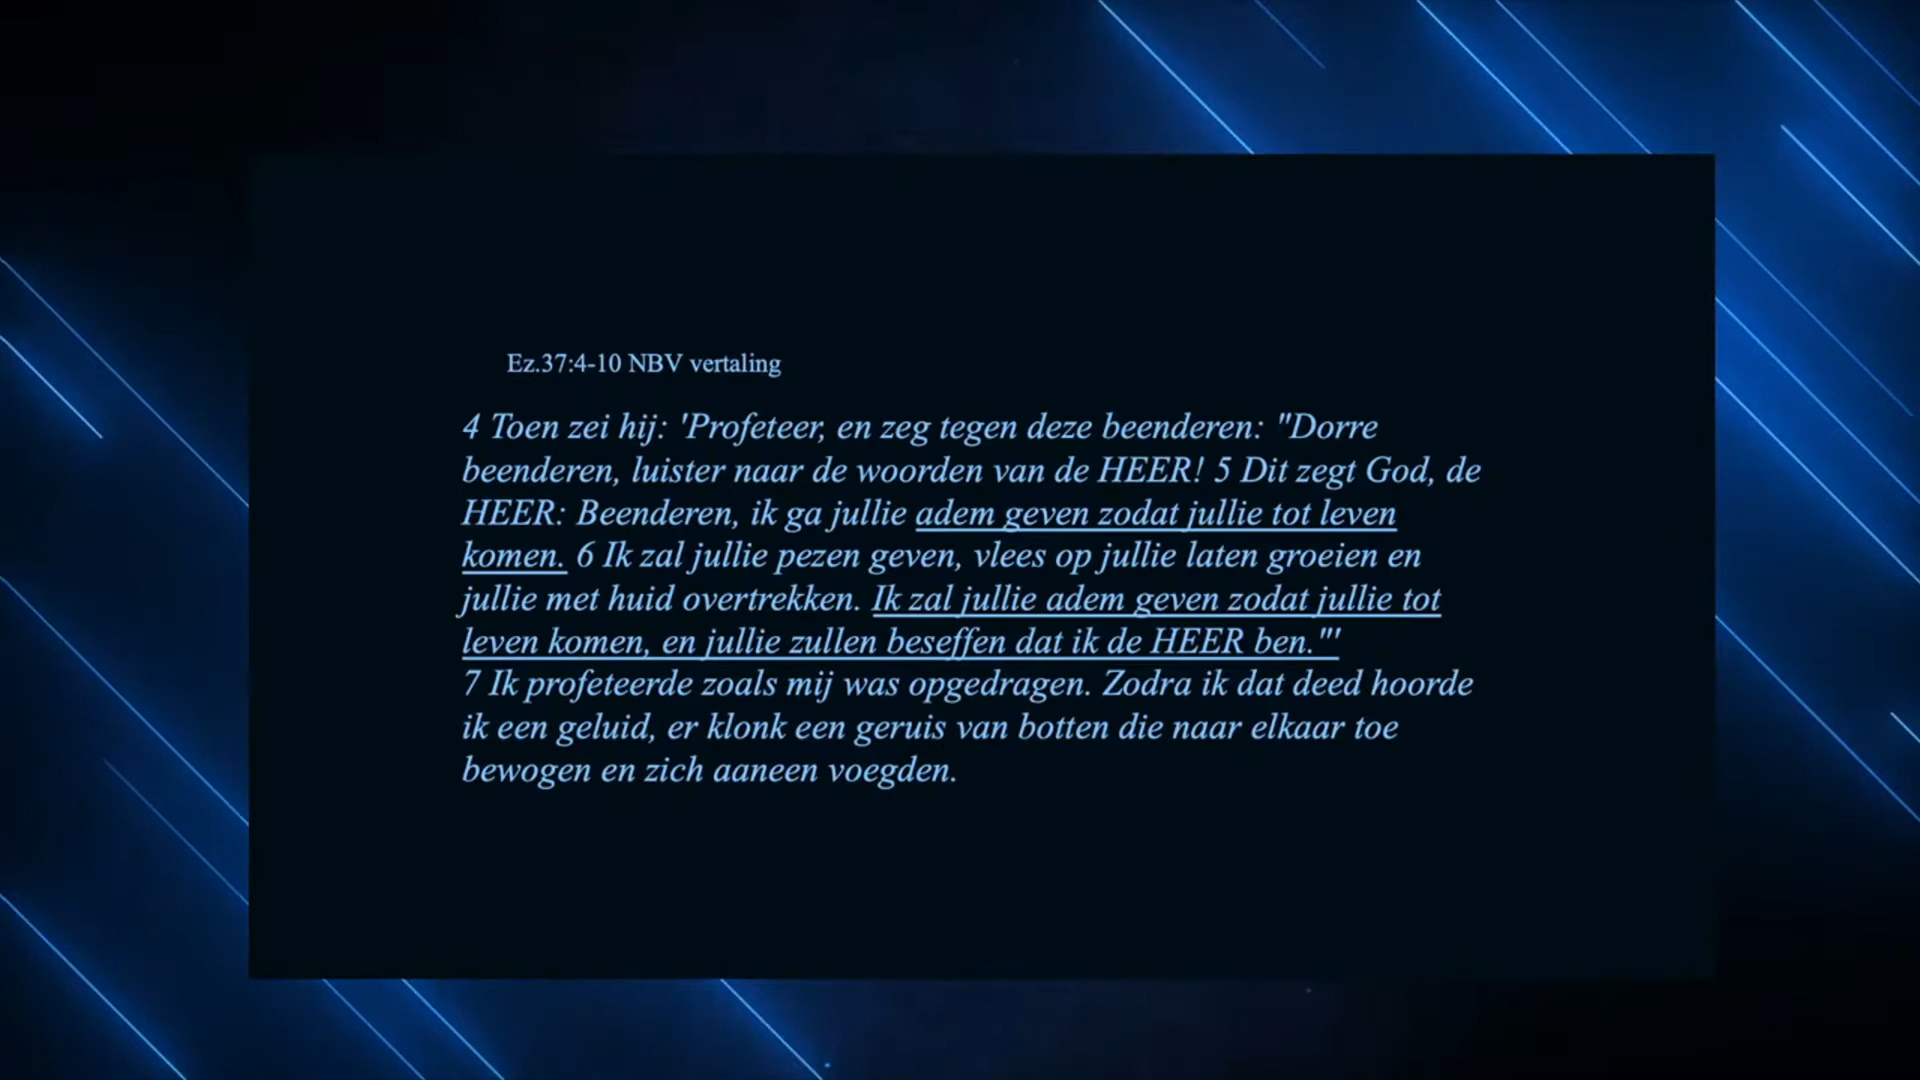 Ez.37:4-10 NBV vertaling
4 Toen zei hij: 'Profeteer, en zeg tegen deze beenderen: "Dorre
beenderen, luister naar de woorden van de HEER! 5 Dit zegt God, de
HEER: Beenderen, ik ga jullie adem geven zodat jullie tot leven
komen. 6 Ik zal jullie pezen geven, vlees op jullie laten groeien en
jullie met huid overtrekken. Ik zal jullie adem geven zodat jullie tot
leven komen, en jullie zullen beseffen dat ik de HEER ben."'
7 Ik profeteerde zoals mij was opgedragen. Zodra ik dat deed hoorde
ik een geluid, er klonk een geruis van botten die naar elkaar toe
bewogen en zich aaneen voegden.